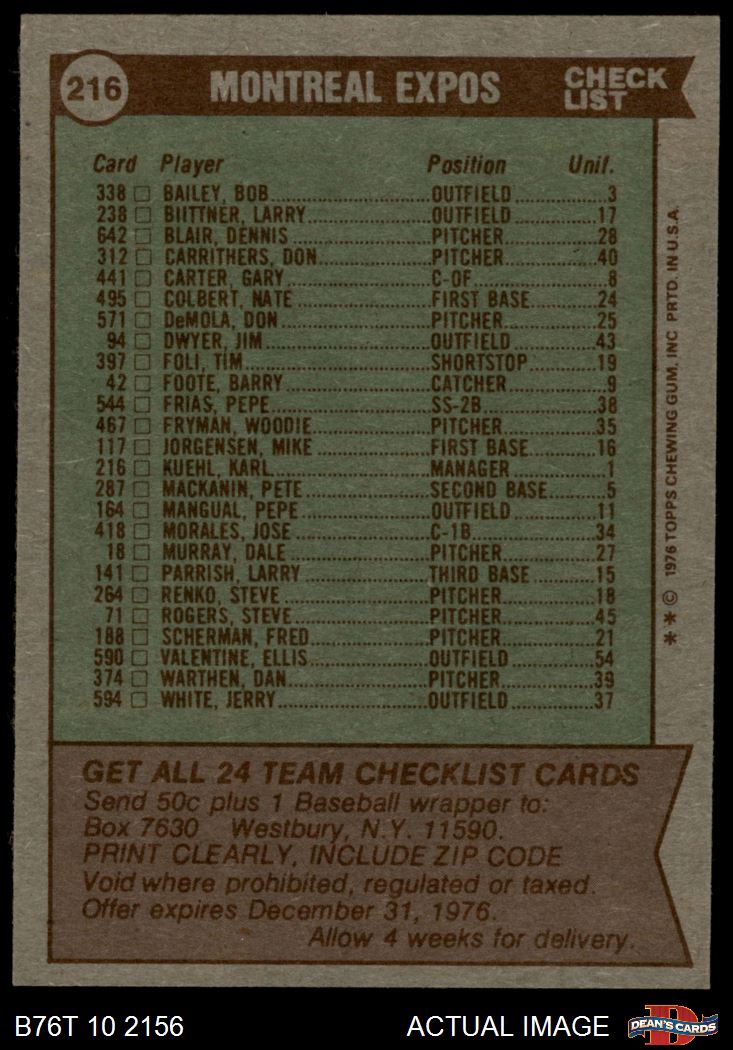 216 MONTREAL EXPOS CHECK LIST
Card Player Position Unif.
338 BAILEY, BOB OUTFIELD 3
238 BIITTNER, LARRY OUTFIELD 17
642 BLAIR, DENNIS PITCHER 28
312 CARRITHERS, DON PITCHER 40
441 CARTER, GARY C-OF 8
495 COLBERT, NATE FIRST BASE 24
571 DeMOLA, DON PITCHER 25
94 DWYER, JIM OUTFIELD 43
397 FOLI, TIM SHORTSTOP 19
42 FOOTE, BARRY CATCHER 9
544 FRIAS, PEPE SS-2B 38
467 FRYMAN, WOODIE PITCHER 35
117 JORGENSEN, MIKE FIRST BASE 16
216 KUEHL, KARL MANAGER 1
287 MACKANIN, PETE SECOND BASE 5
164 MANGUAL, PEPE OUTFIELD 11
418 MORALES, JOSE C-1B 34
18 MURRAY, DALE PITCHER 27
141 PARRISH, LARRY THIRD BASE 15
264 RENKO, STEVE PITCHER 18
71 ROGERS, STEVE PITCHER 45
188 SCHERMAN, FRED PITCHER 21
590 VALENTINE, ELLIS OUTFIELD 54
374 WARTHEN, DAN PITCHER 39
594 WHITE, JERRY OUTFIELD 37
* * © 1976 TOPPS CHEWING GUM, INC PRTD. IN U.S.A.
GET ALL 24 TEAM CHECKLIST CARDS
Send 50c plus 1 Baseball wrapper to:
Box 7630 Westbury, N.Y. 11590.
PRINT CLEARLY, INCLUDE ZIP CODE
Void where prohibited, regulated or taxed.
Offer expires December 31, 1976.
Allow 4 weeks for delivery.
B76T 10 2156 ACTUAL IMAGE DEAN'S CARDS